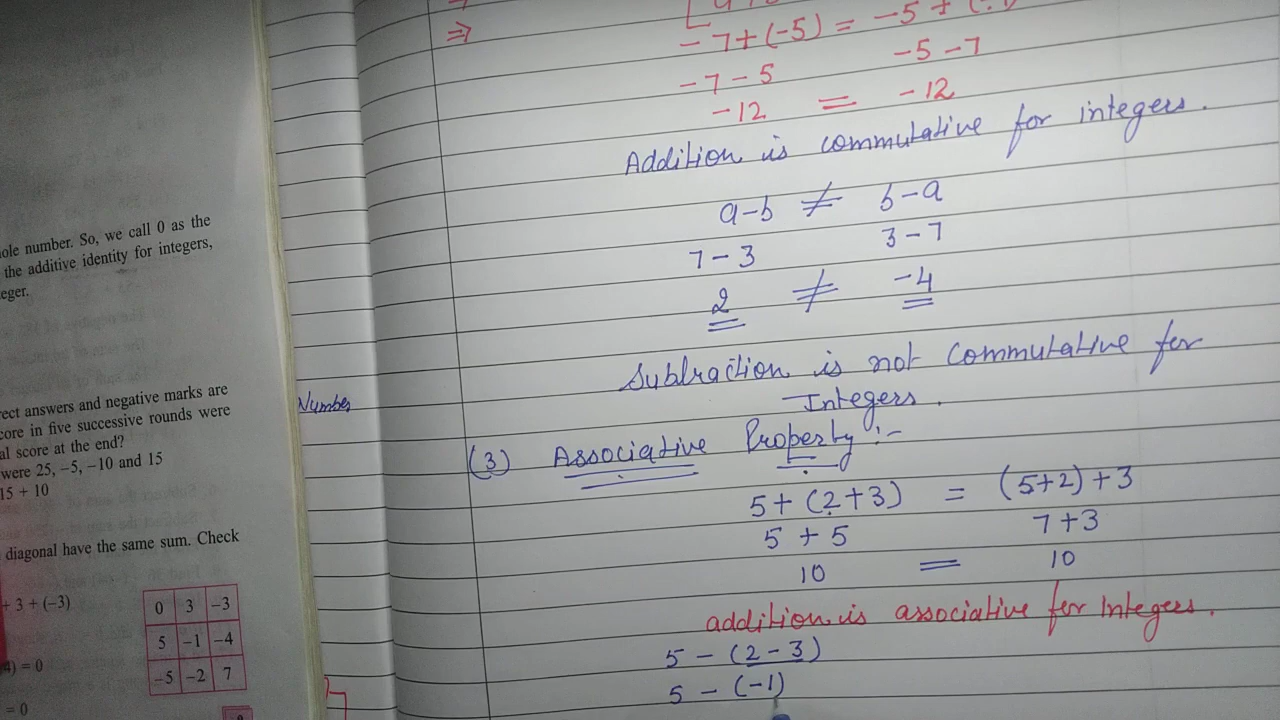 ole number. So, we call 0 as the
the additive identity for integers,
eger.
rect answers and negative marks are
core in five successive rounds were
al score at the end?
were 25, -5, -10 and 15
15 + 10
diagonal have the same sum. Check
+ 3 + (-3)
4) = 0
= 0
0 3 -3
5 -1 -4
-5 -2 7
Number
⇒
-7+(-5) = -5 +
-7-5 -5-7
-12 = -12
Addition is commutative for integers.
a-b ≠ b-a
7-3 3-7
2 ≠ -4
Subtraction is not commutative for
Integers.
(3) Associative Property:-
5+(2+3) = (5+2)+3
5+5 7+3
10 = 10
addition is associative for Integers.
5-(2-3)
5-(-1)